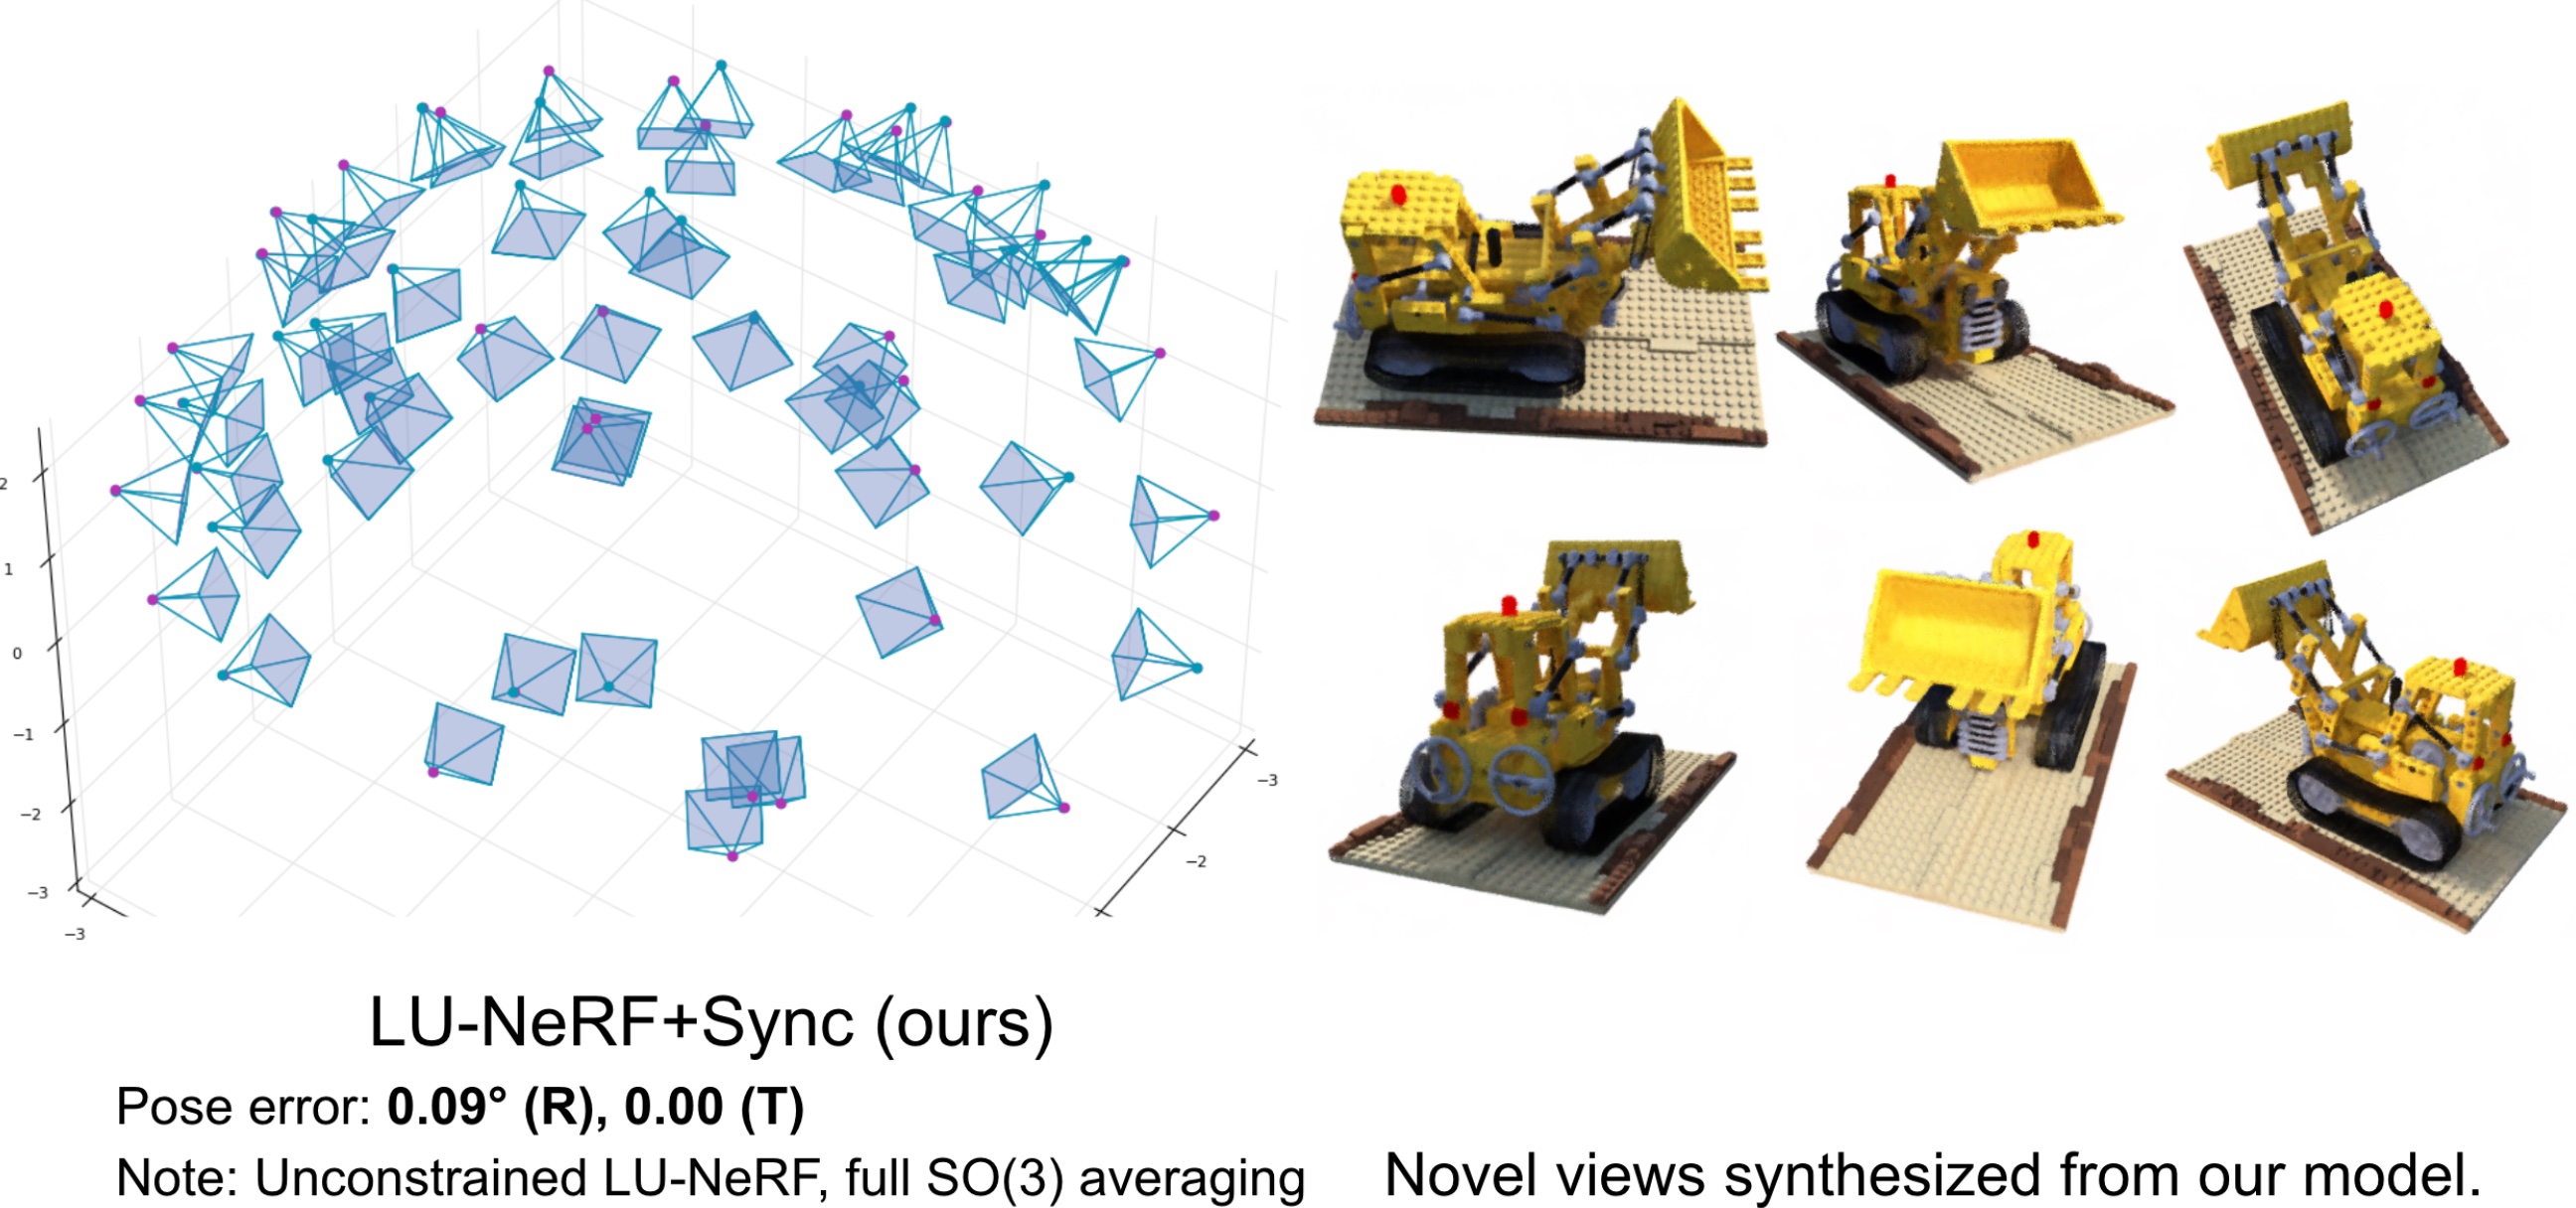 2
1
0
−1
−2
−3
−3
−3
−2
LU-NeRF+Sync (ours)
Pose error: 0.09° (R), 0.00 (T)
Note: Unconstrained LU-NeRF, full SO(3) averaging
Novel views synthesized from our model.